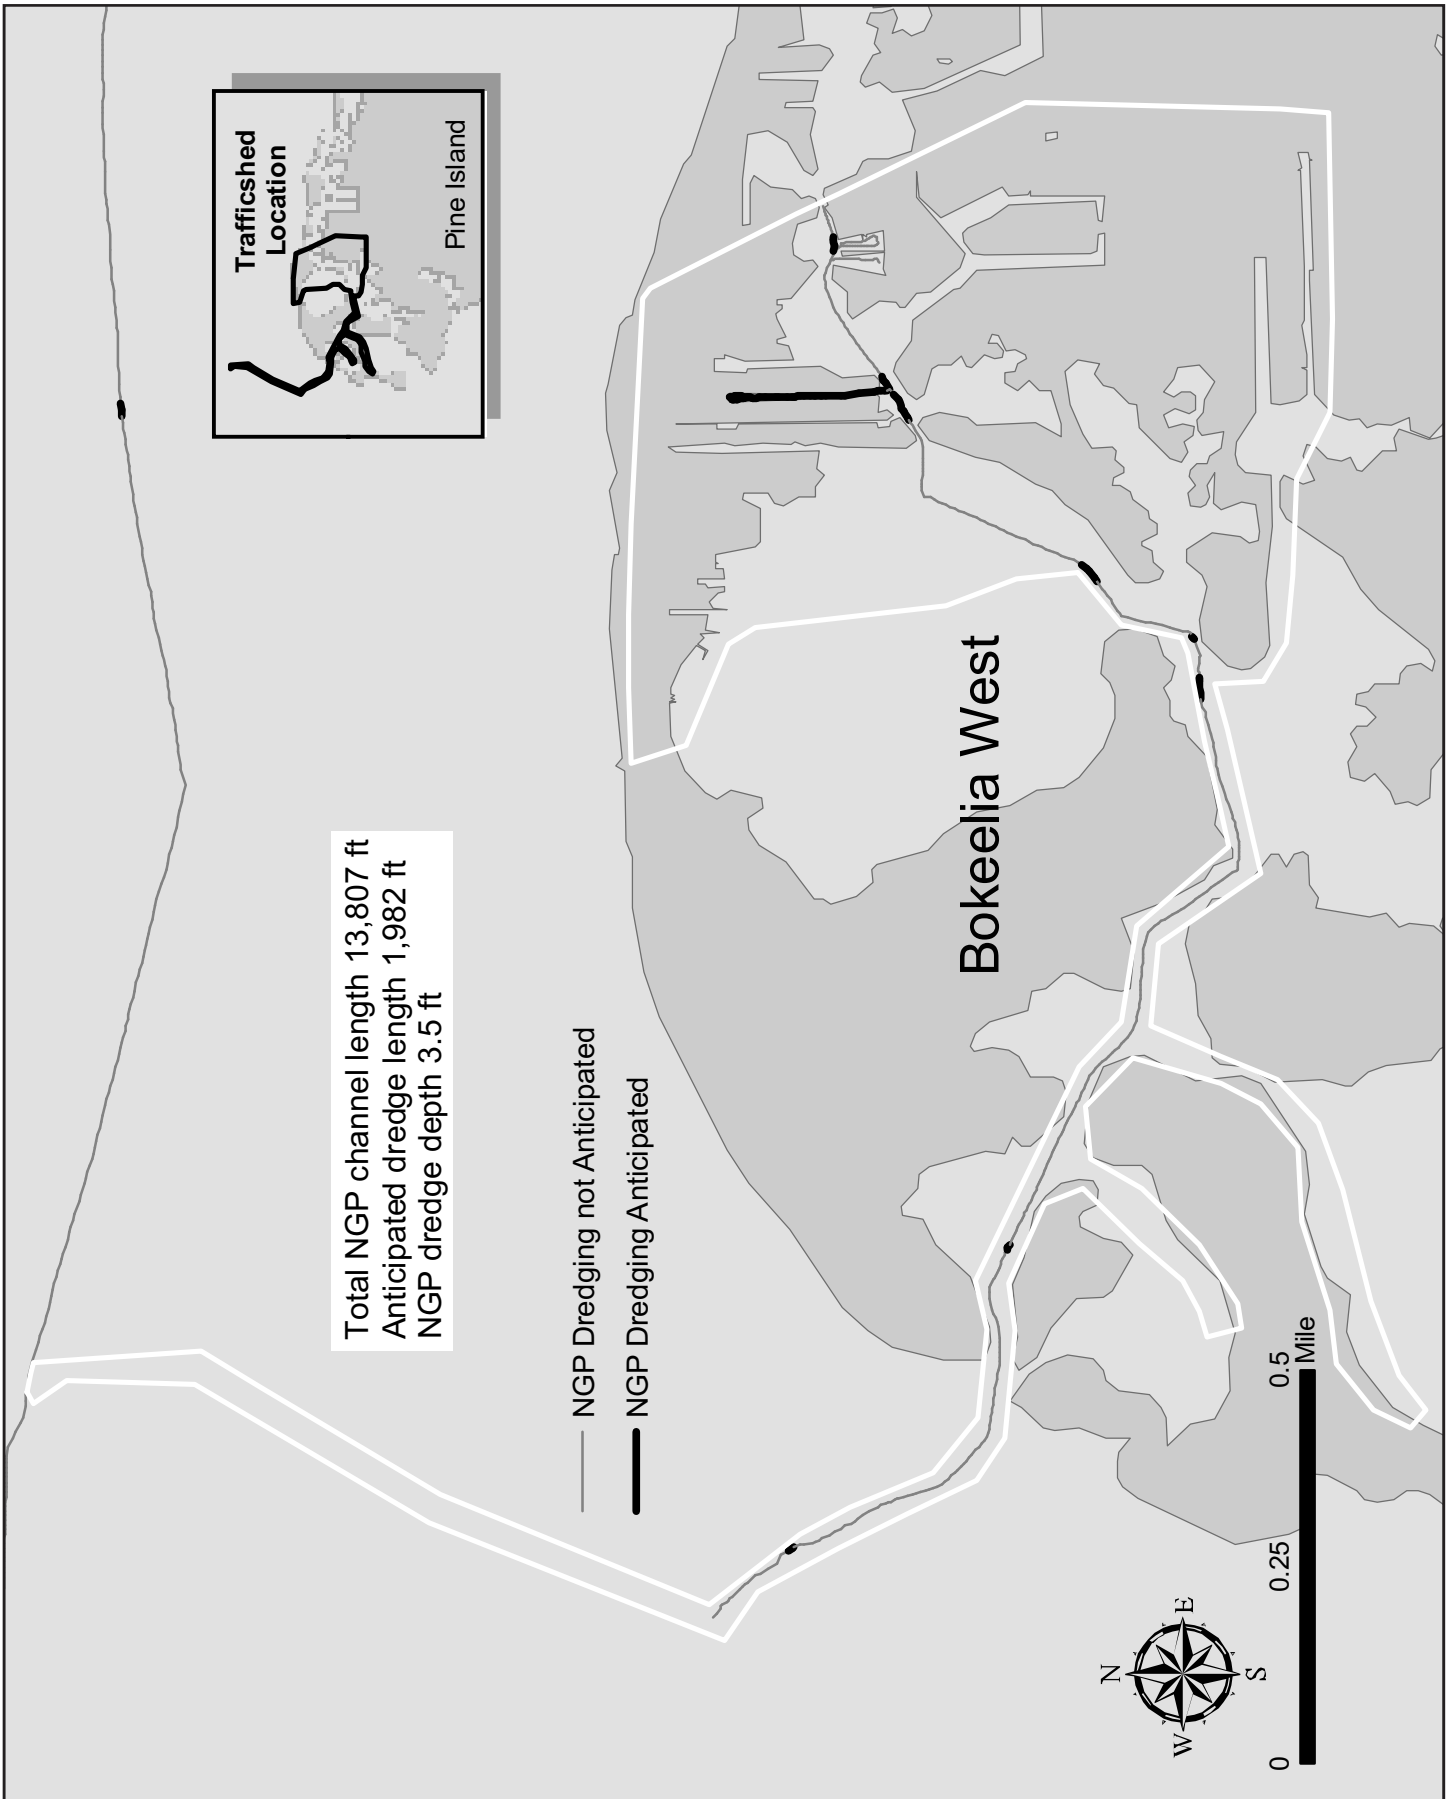 Trafficshed
Location
Pine Island
Total NGP channel length 13,807 ft
Anticipated dredge length 1,982 ft
NGP dredge depth 3.5 ft
NGP Dredging not Anticipated
NGP Dredging Anticipated
Bokeelia West
N
W
E
S
0
0.25
0.5
Mile